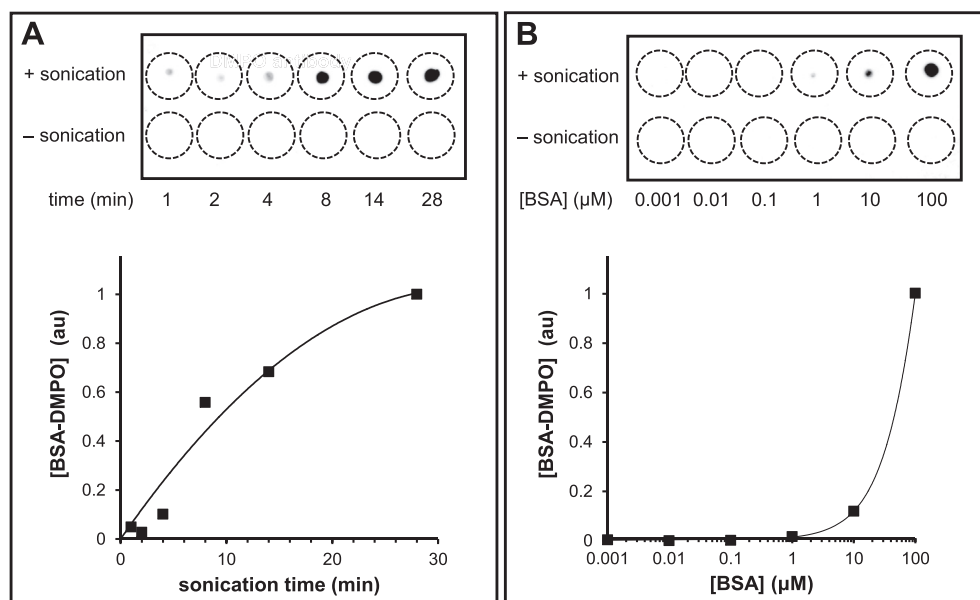 A
+ sonication
– sonication
time (min) 1 2 4 8 14 28
[BSA-DMPO] (au)
1
0.8
0.6
0.4
0.2
0
0 10 20 30
sonication time (min)
B
+ sonication
– sonication
[BSA] (µM) 0.001 0.01 0.1 1 10 100
[BSA-DMPO] (au)
1
0.8
0.6
0.4
0.2
0
0.001 0.01 0.1 1 10 100
[BSA] (µM)